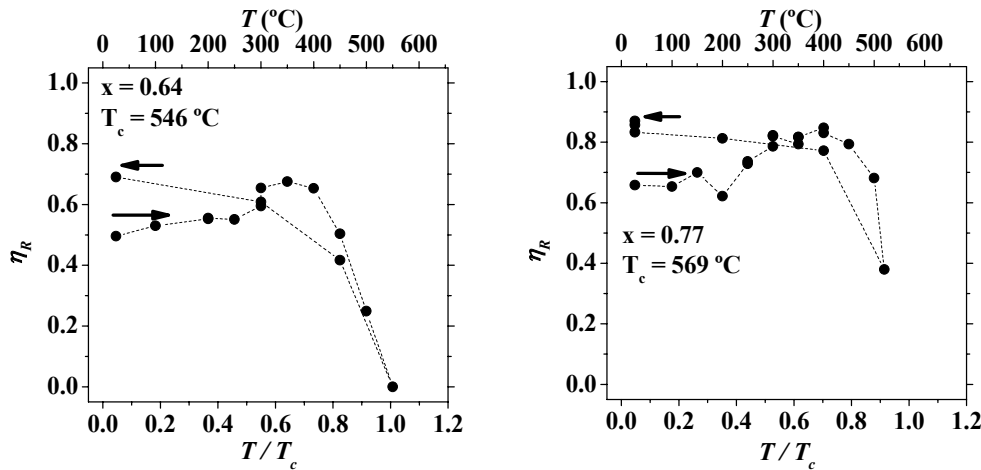 T (ºC)
0 100 200 300 400 500 600
1.0
0.8
0.6
0.4
0.2
0.0
η_R
x = 0.64
T_c = 546 ºC
0.0 0.2 0.4 0.6 0.8 1.0 1.2
T / T_c
T (ºC)
0 100 200 300 400 500 600
1.0
0.8
0.6
0.4
0.2
0.0
η_R
x = 0.77
T_c = 569 ºC
0.0 0.2 0.4 0.6 0.8 1.0 1.2
T / T_c